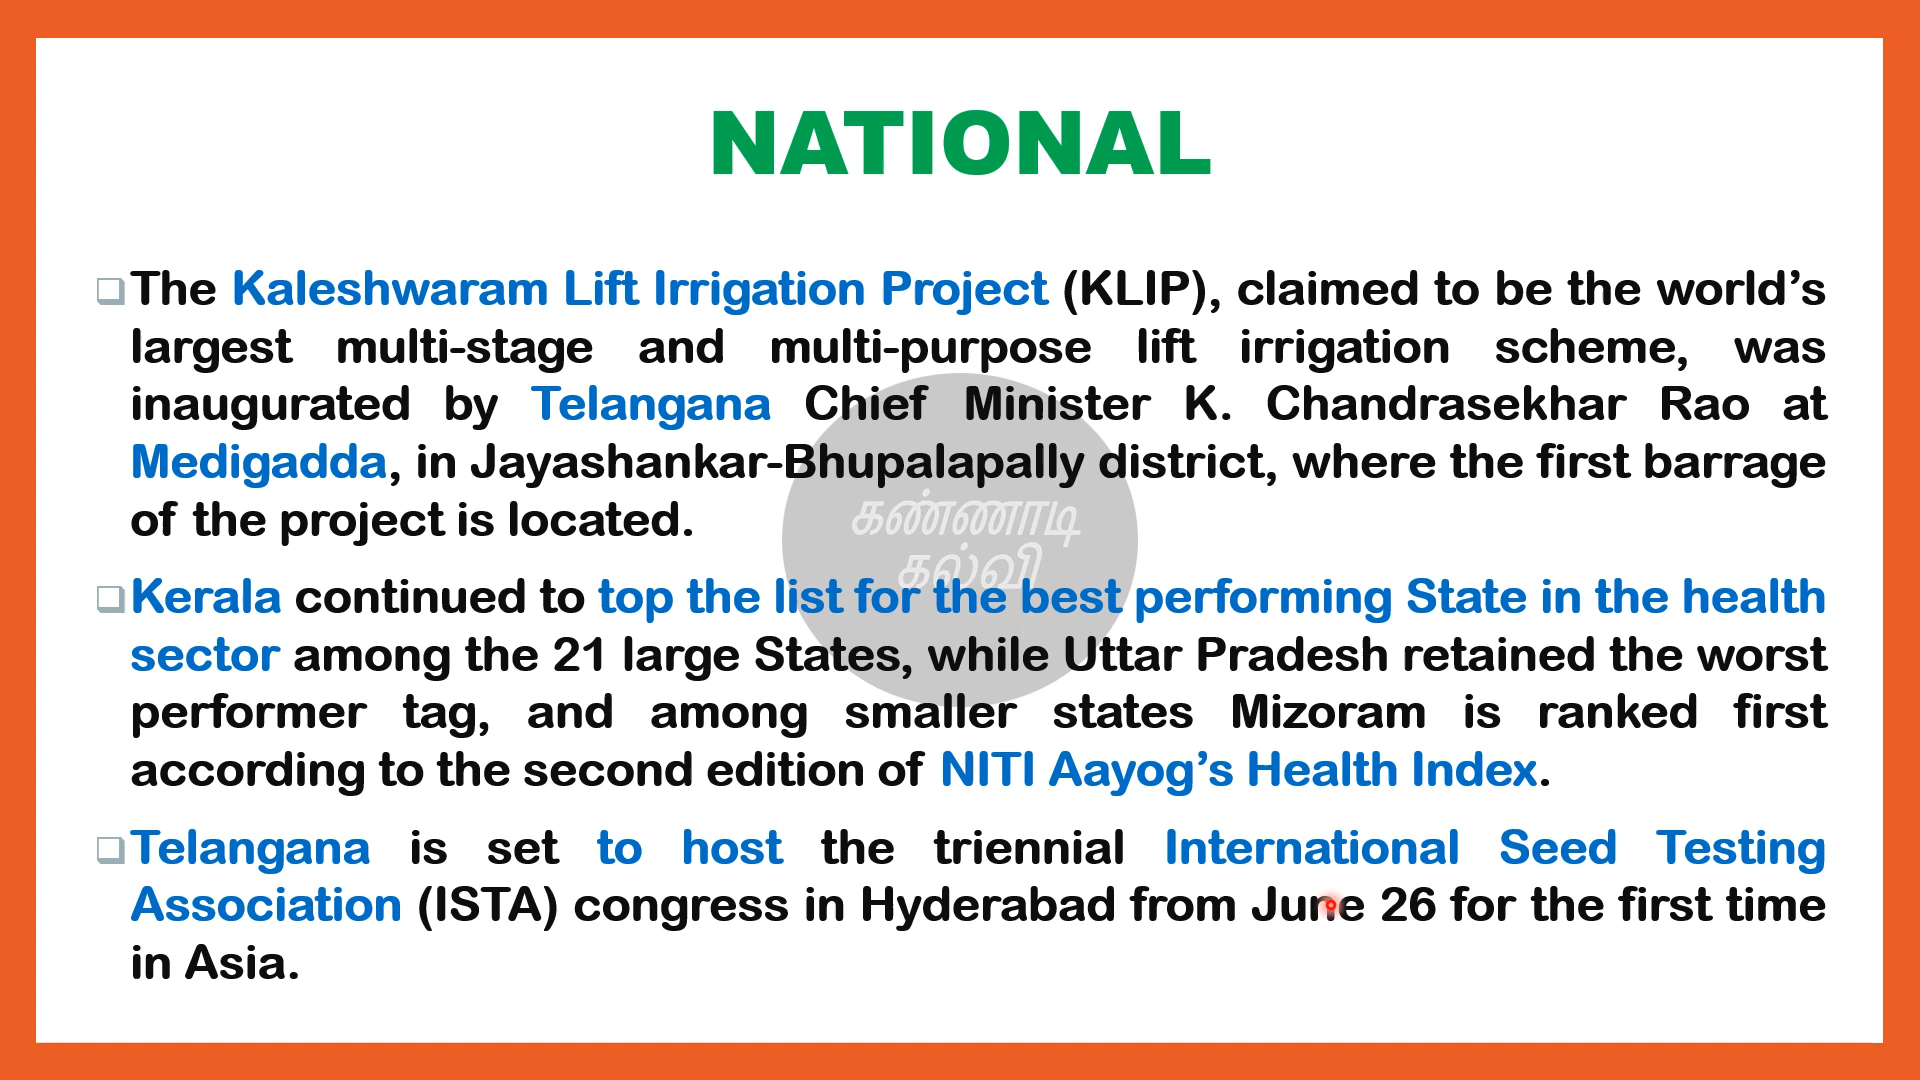 NATIONAL
The Kaleshwaram Lift Irrigation Project (KLIP), claimed to be the world’s
largest multi-stage and multi-purpose lift irrigation scheme, was
inaugurated by Telangana Chief Minister K. Chandrasekhar Rao at
Medigadda, in Jayashankar-Bhupalapally district, where the first barrage
of the project is located.
கண்ணாடி
கல்வி
Kerala continued to top the list for the best performing State in the health
sector among the 21 large States, while Uttar Pradesh retained the worst
performer tag, and among smaller states Mizoram is ranked first
according to the second edition of NITI Aayog’s Health Index.
Telangana is set to host the triennial International Seed Testing
Association (ISTA) congress in Hyderabad from June 26 for the first time
in Asia.